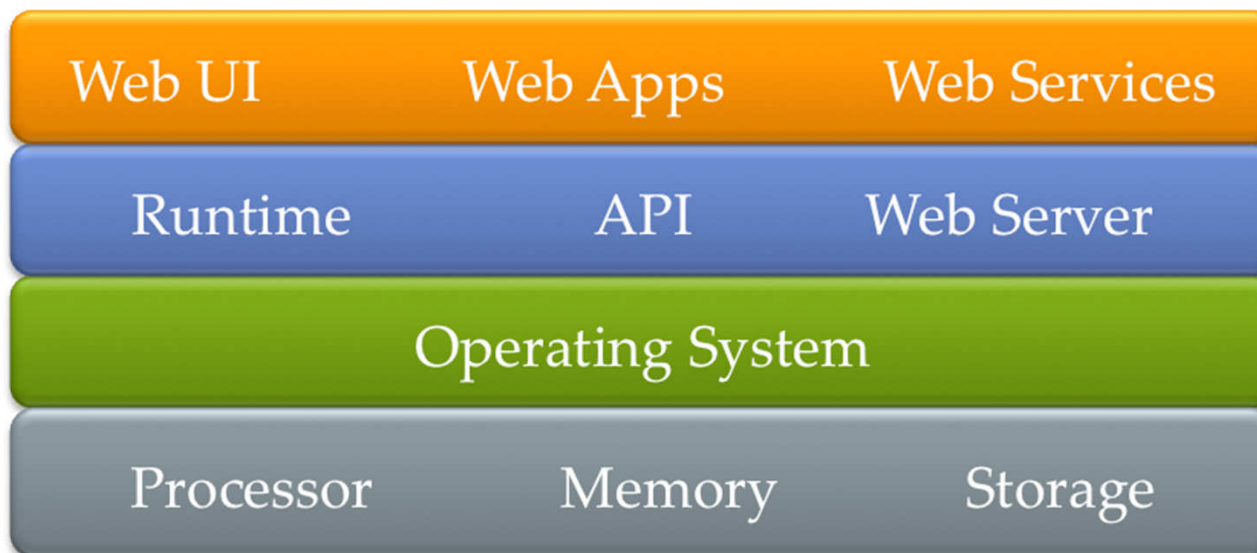 Web UI Web Apps Web Services
Runtime API Web Server
Operating System
Processor Memory Storage